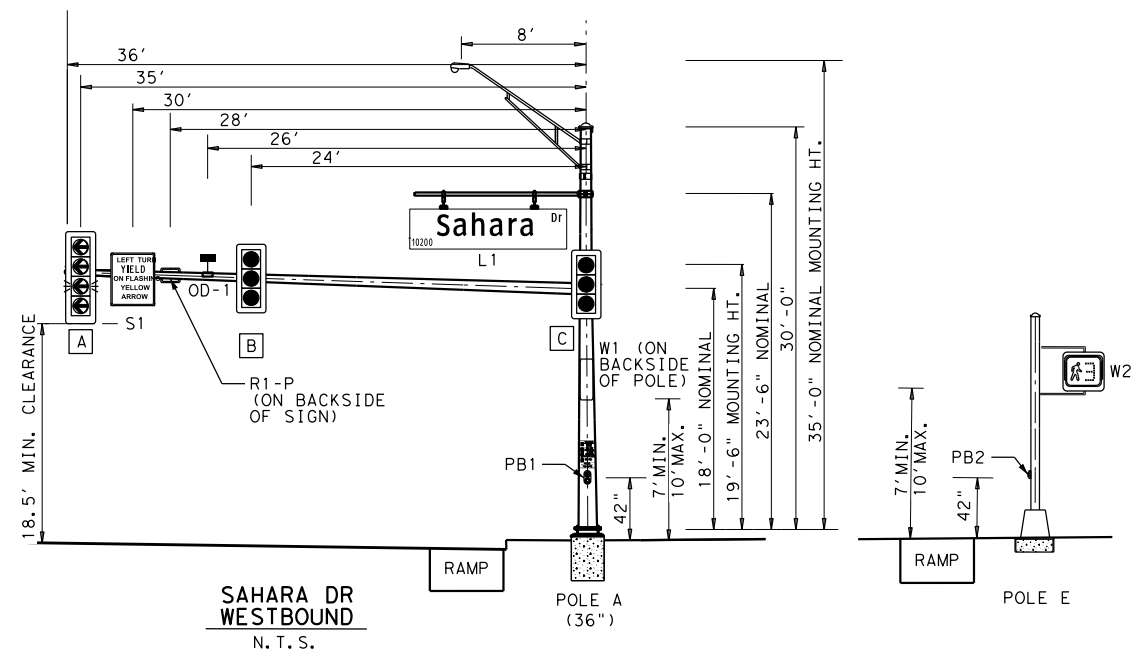 8'
36'
35'
30'
28'
26'
24'
Sahara Dr
10200
L1
LEFT TURN
YIELD
ON FLASHING
YELLOW
ARROW
OD-1
S1
A
B
C
R1-P
(ON BACKSIDE
OF SIGN)
W1 (ON
BACKSIDE
OF POLE)
18.5' MIN. CLEARANCE
PB1
42"
7'MIN.
10'MAX.
18'-0" NOMINAL
19'-6" MOUNTING HT.
23'-6" NOMINAL
30'-0"
35'-0" NOMINAL MOUNTING HT.
RAMP
POLE A
(36")
SAHARA DR
WESTBOUND
N.T.S.
W2
PB2
7'MIN.
10'MAX.
42"
RAMP
POLE E